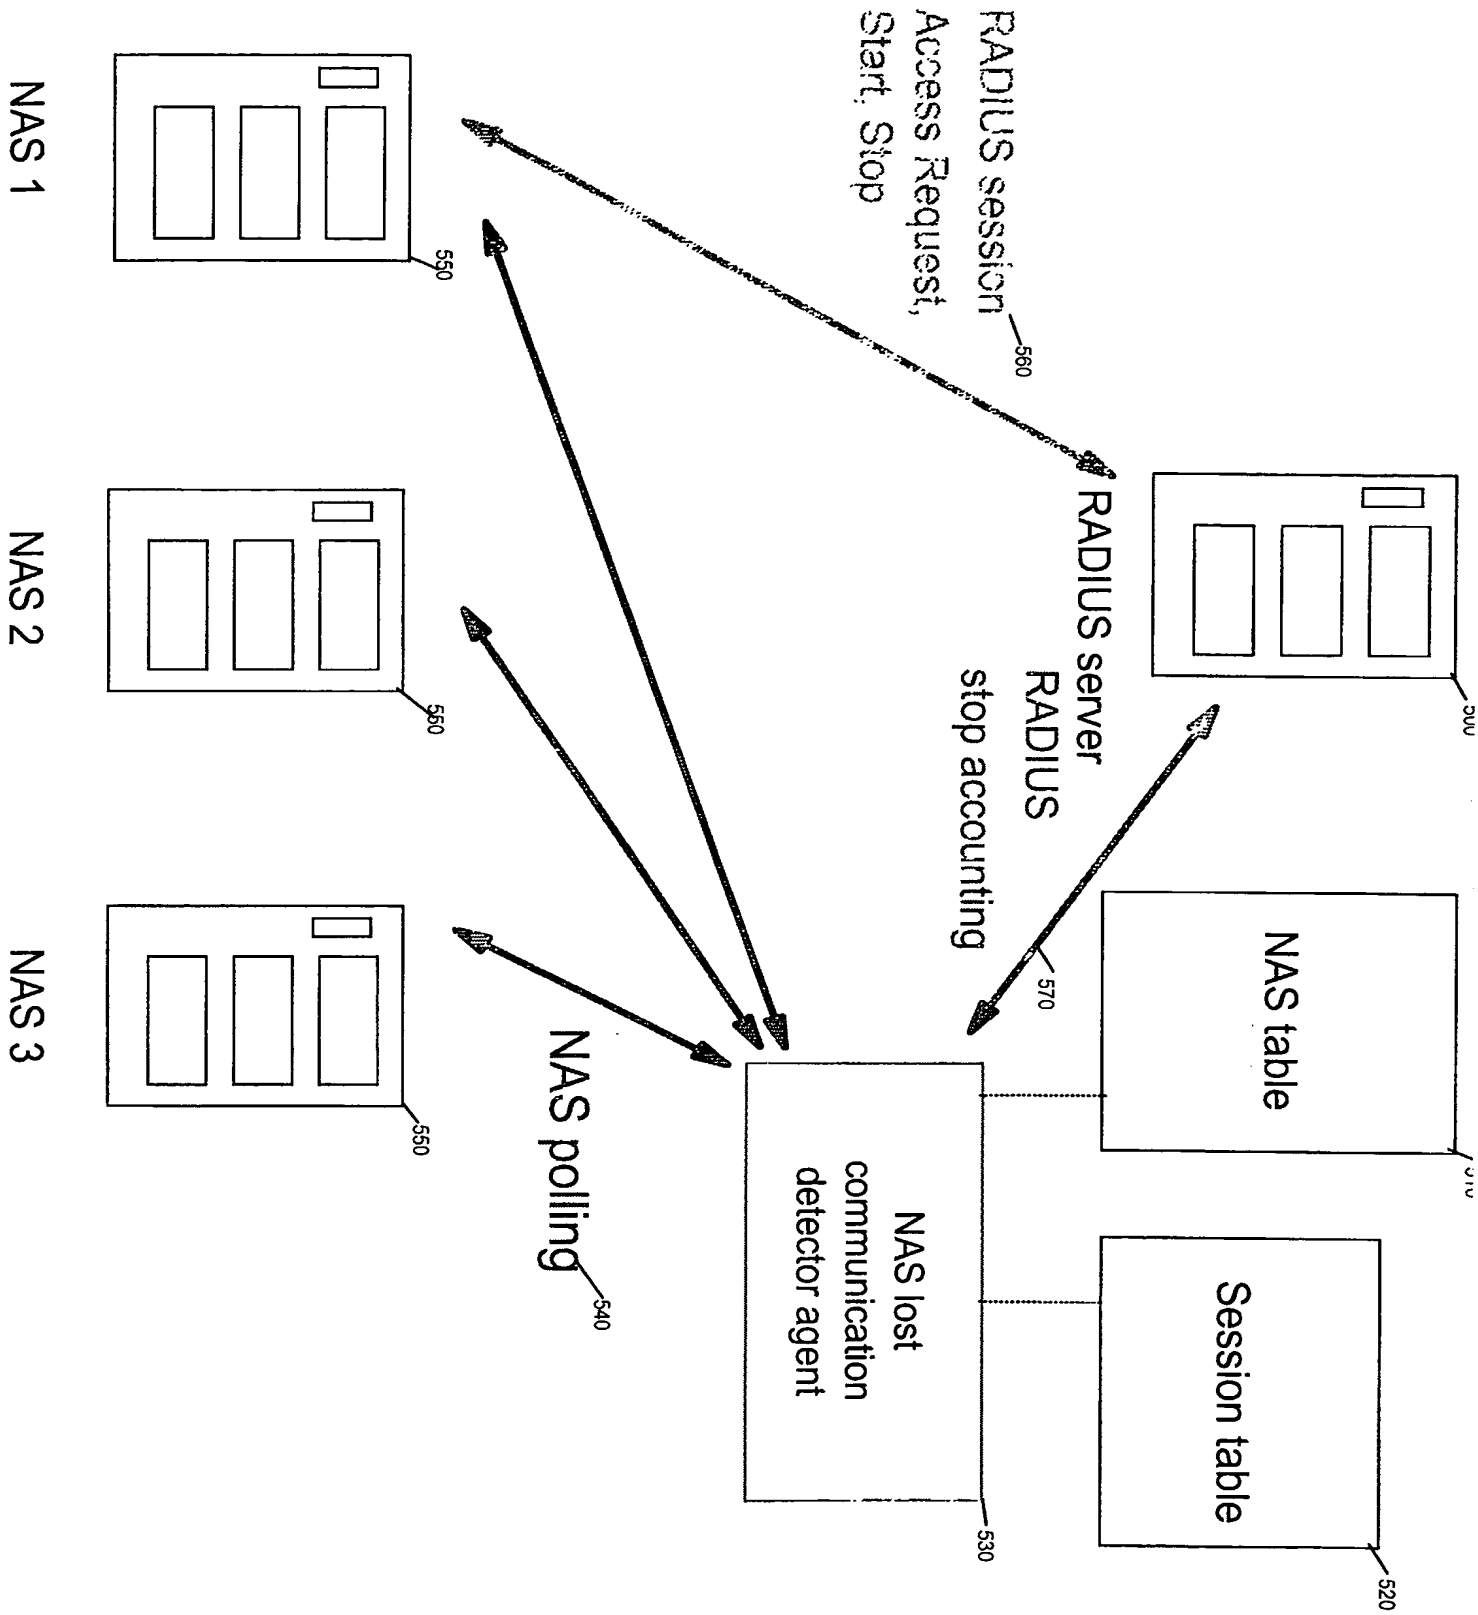 NAS table
Session table
520
RADIUS server
RADIUS
stop accounting
570
RADIUS session
Access Request,
Start, Stop
560
NAS lost
communication
detector agent
530
NAS polling
540
550
550
550
NAS 1
NAS 2
NAS 3